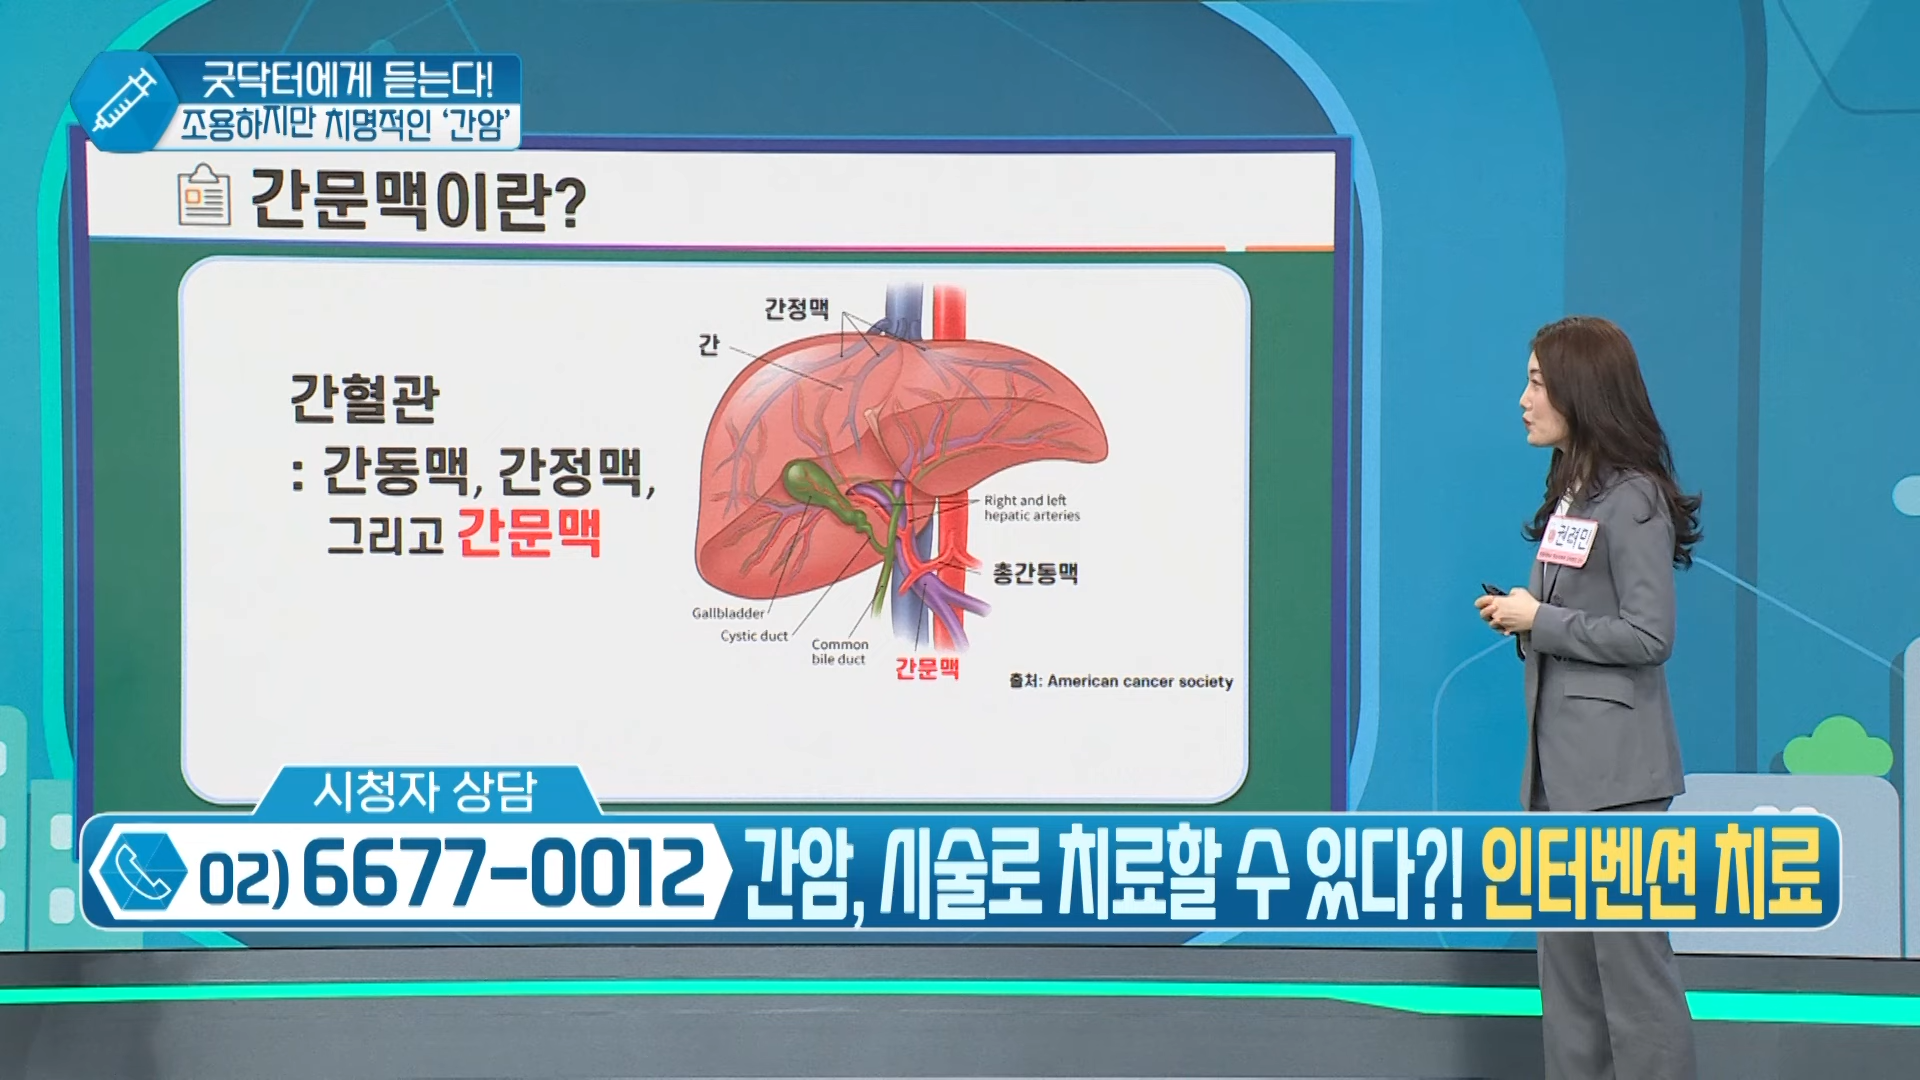 굿닥터에게 듣는다!
조용하지만 치명적인 '간암'
간문맥이란?
간혈관
: 간동맥, 간정맥,
그리고 간문맥
간정맥
간
Right and left
hepatic arteries
총간동맥
Gallbladder
Cystic duct
Common
bile duct
간문맥
출처: American cancer society
권려민
시청자 상담
02) 6677-0012
간암, 시술로 치료할 수 있다?! 인터벤션 치료